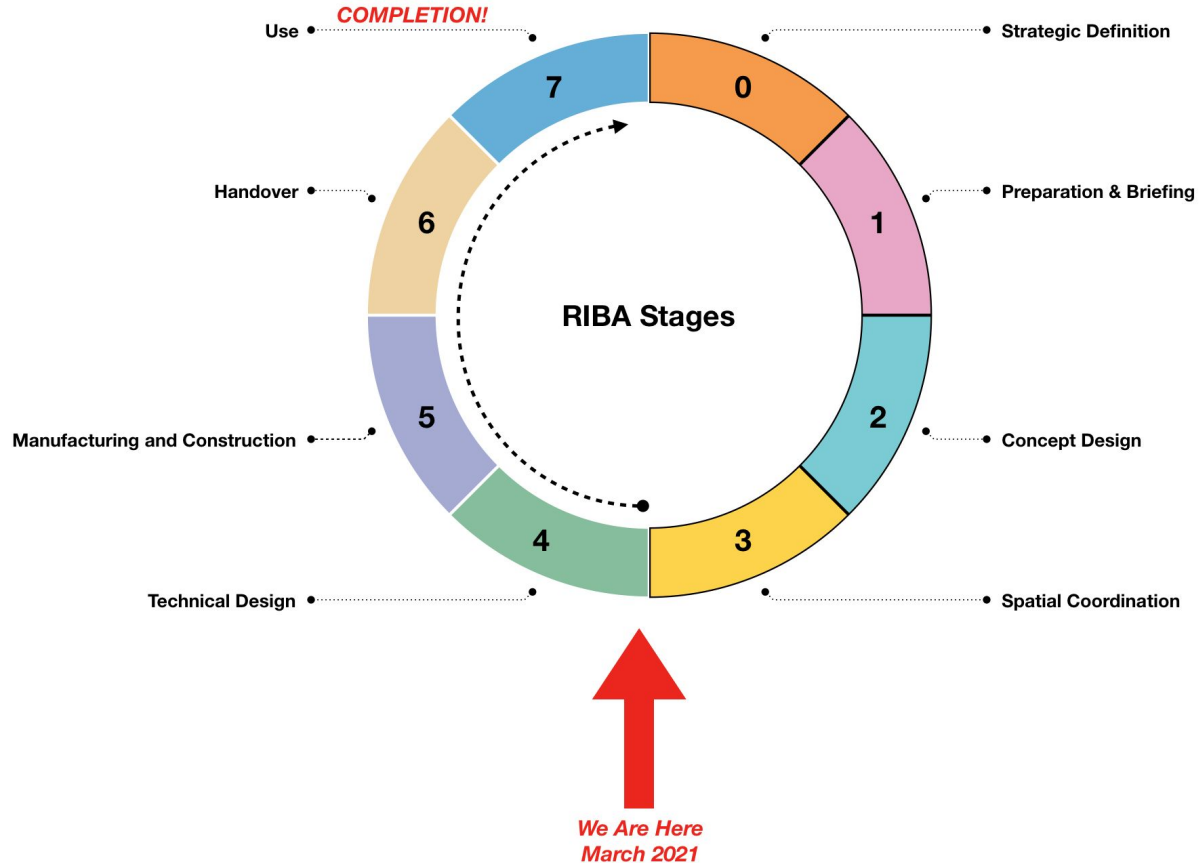 COMPLETION!
Use
Strategic Definition
7
0
Handover
Preparation & Briefing
6
1
RIBA Stages
5
2
Manufacturing and Construction
Concept Design
4
3
Technical Design
Spatial Coordination
We Are Here
March 2021